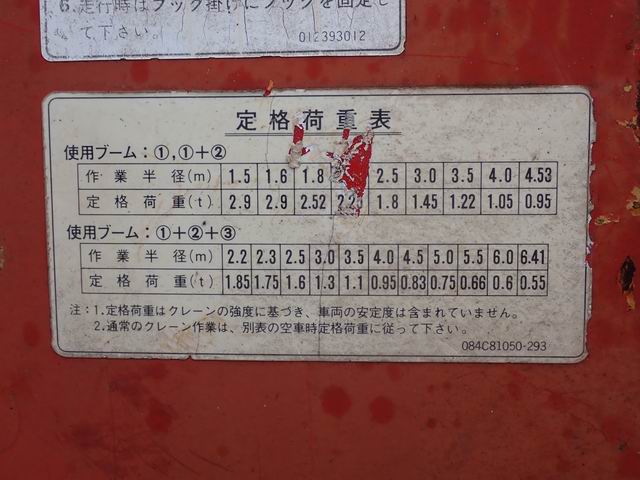 6.走行時はフック掛けにフックを固定し
て下さい。
012393012
定格荷重表
使用ブーム：①,①+②
作業半径(m) 1.5 1.6 1.8 2.5 3.0 3.5 4.0 4.53
定格荷重(t) 2.9 2.9 2.52 1.8 1.45 1.22 1.05 0.95
使用ブーム：①+②+③
作業半径(m) 2.2 2.3 2.5 3.0 3.5 4.0 4.5 5.0 5.5 6.0 6.41
定格荷重(t) 1.85 1.75 1.6 1.3 1.1 0.95 0.83 0.75 0.66 0.6 0.55
注：1.定格荷重はクレーンの強度に基づき、車両の安定度は含まれていません。
2.通常のクレーン作業は、別表の空車時定格荷重に従って下さい。
084C81050-293